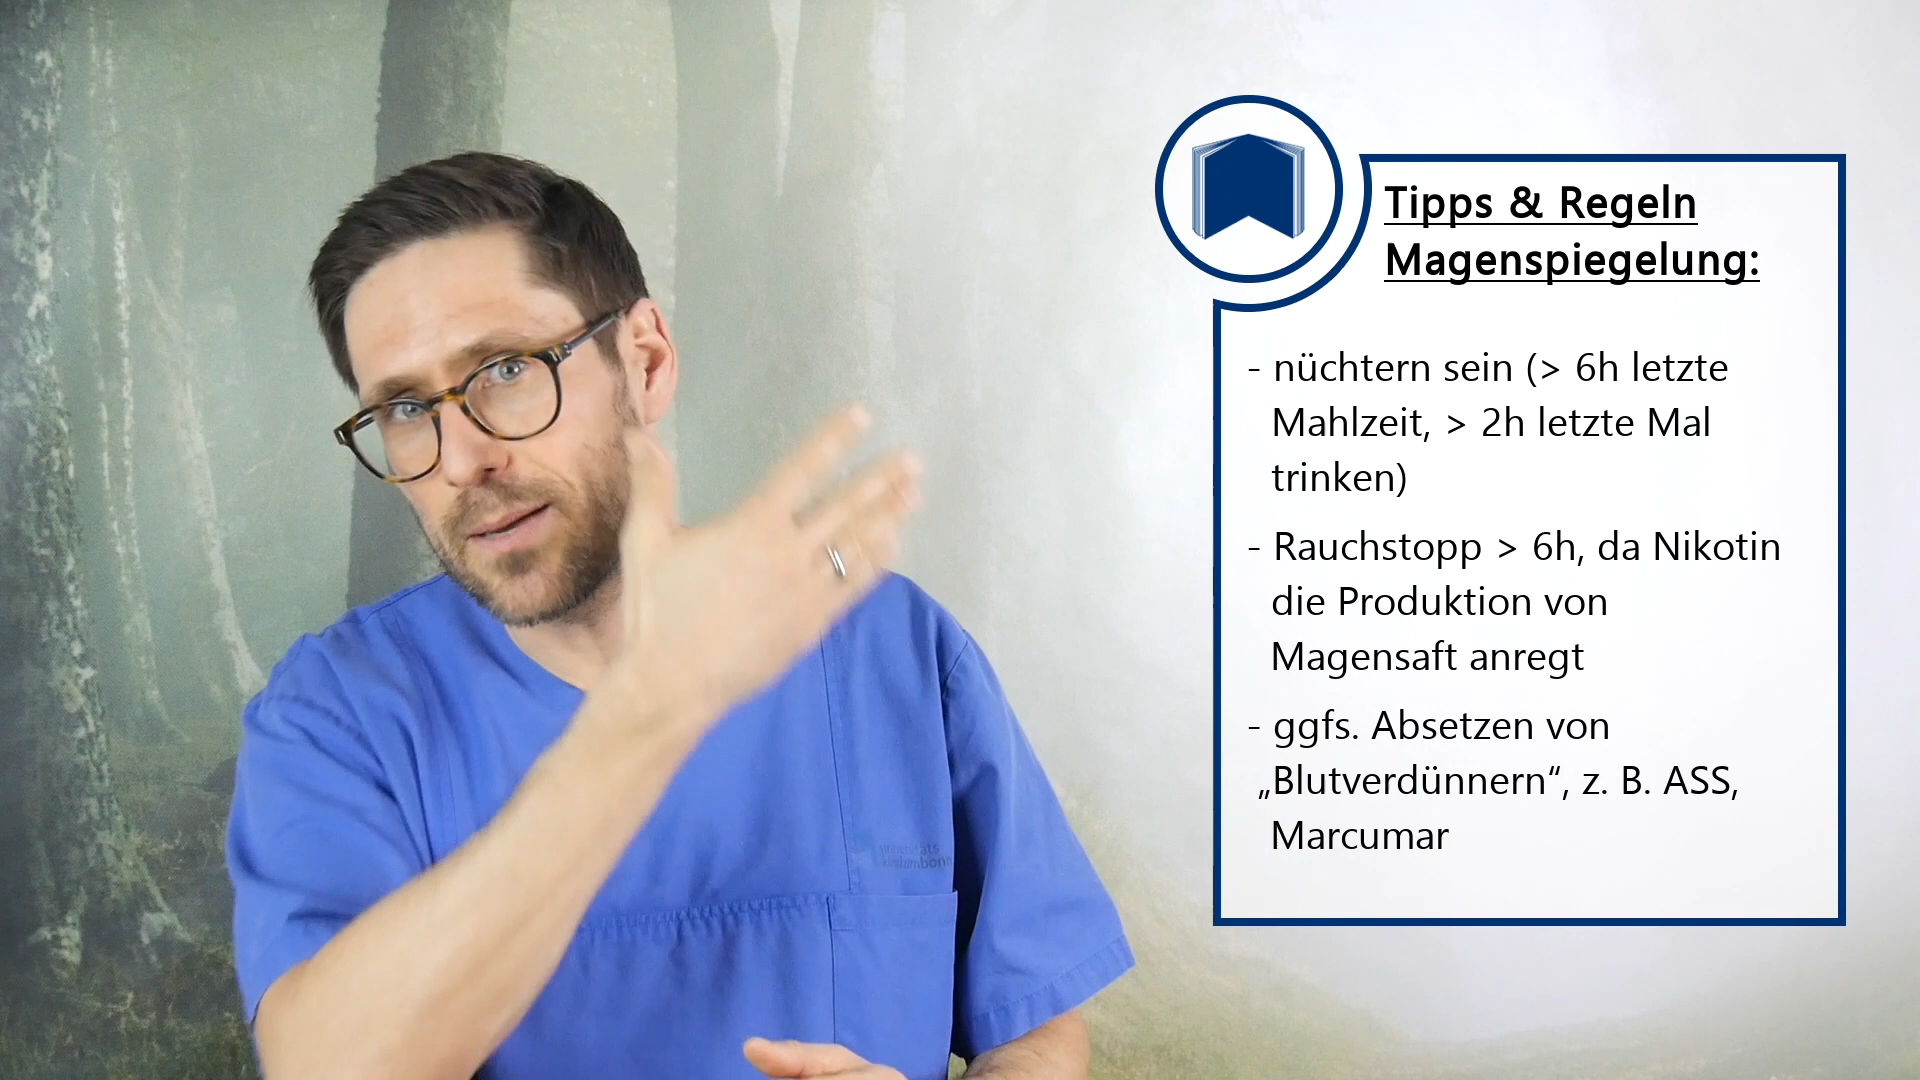 Tipps & Regeln
Magenspiegelung:
- nüchtern sein (> 6h letzte
Mahlzeit, > 2h letzte Mal
trinken)
- Rauchstopp > 6h, da Nikotin
die Produktion von
Magensaft anregt
- ggfs. Absetzen von
„Blutverdünnern“, z. B. ASS,
Marcumar